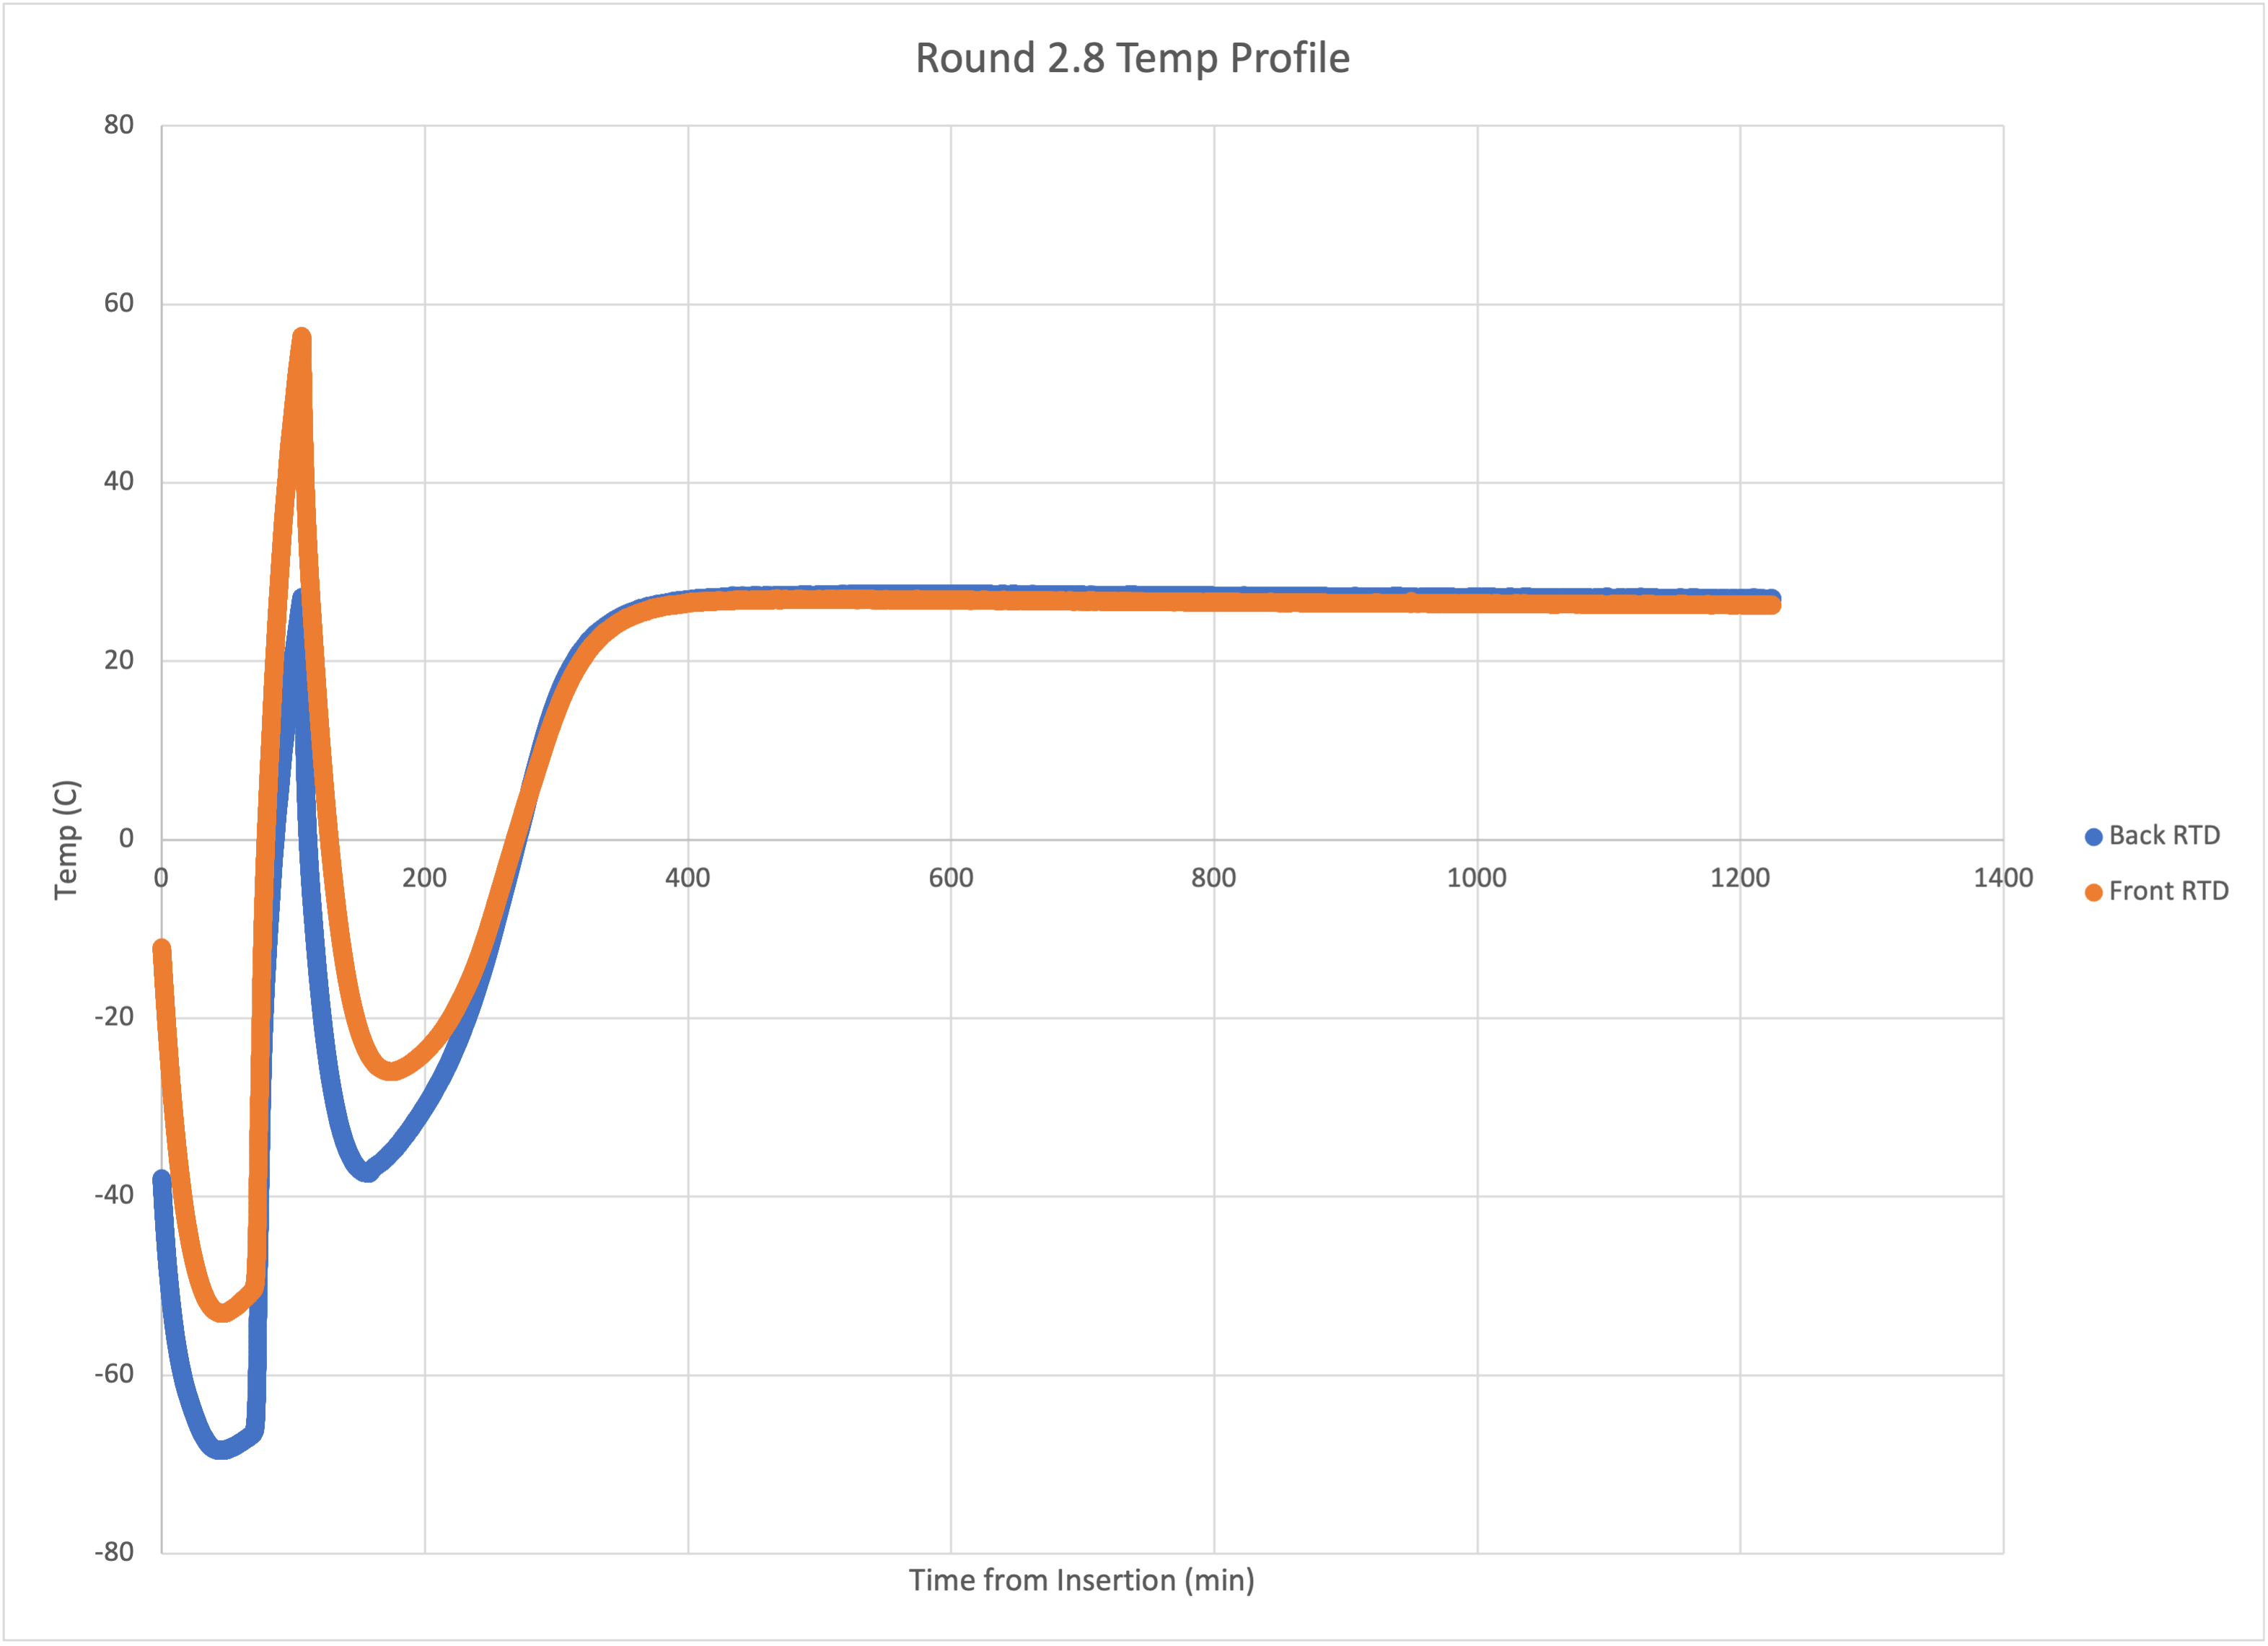 Round 2.8 Temp Profile
80
60
40
20
0
-20
-40
-60
-80
Temp (C)
0 200 400 600 800 1000 1200 1400
Time from Insertion (min)
Back RTD
Front RTD